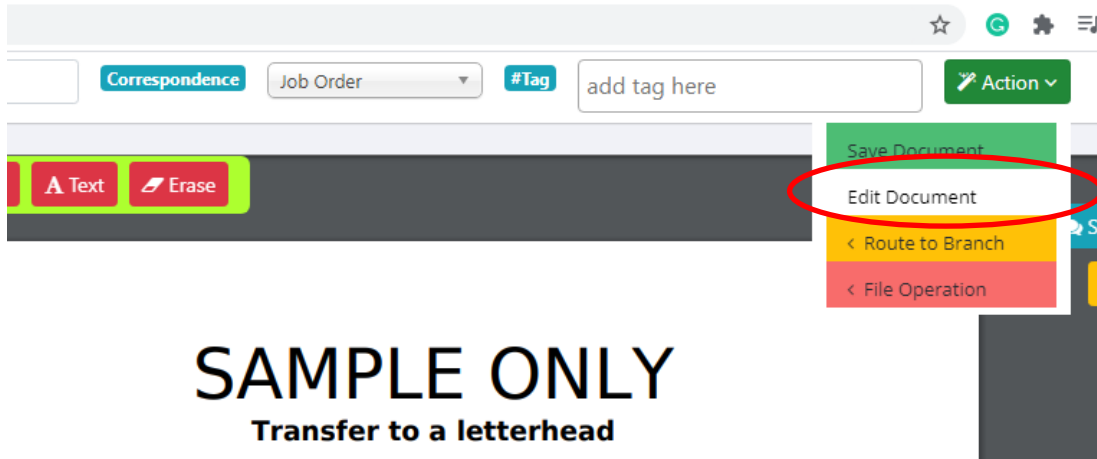 Correspondence Job Order #Tag add tag here Action
Save Document
A Text Erase
Edit Document
< Route to Branch
< File Operation
SAMPLE ONLY
Transfer to a letterhead